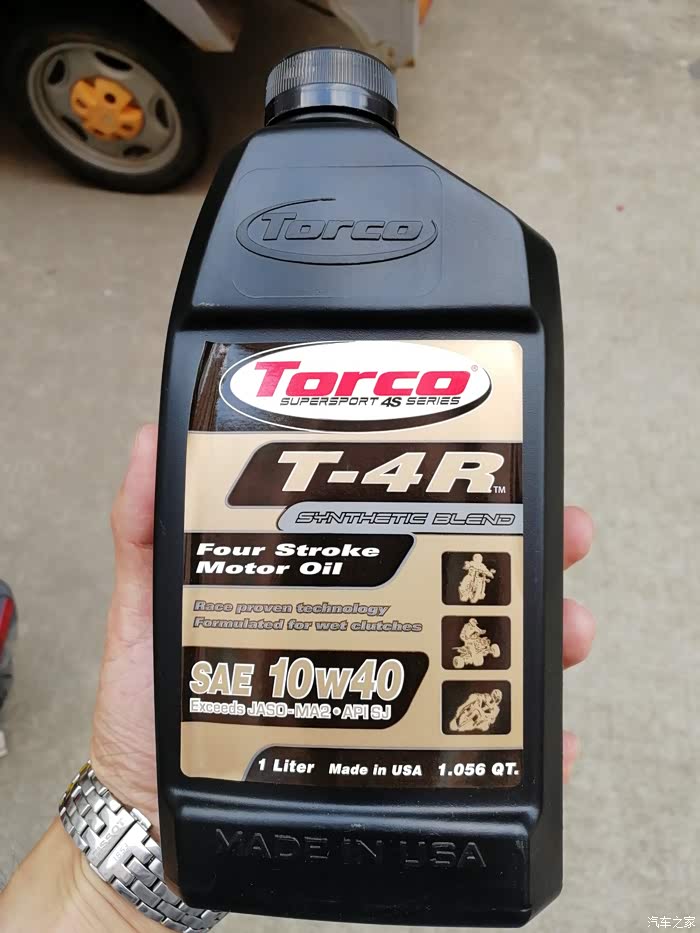 Torco
Torco®
SUPERSPORT 4S SERIES
T-4R™
SYNTHETIC BLEND
Four Stroke
Motor Oil
Race proven technology
Formulated for wet clutches
SAE 10w40
Exceeds JASO-MA2 • API SJ
1 Liter Made in USA 1.056 QT.
MADE IN USA
汽车之家